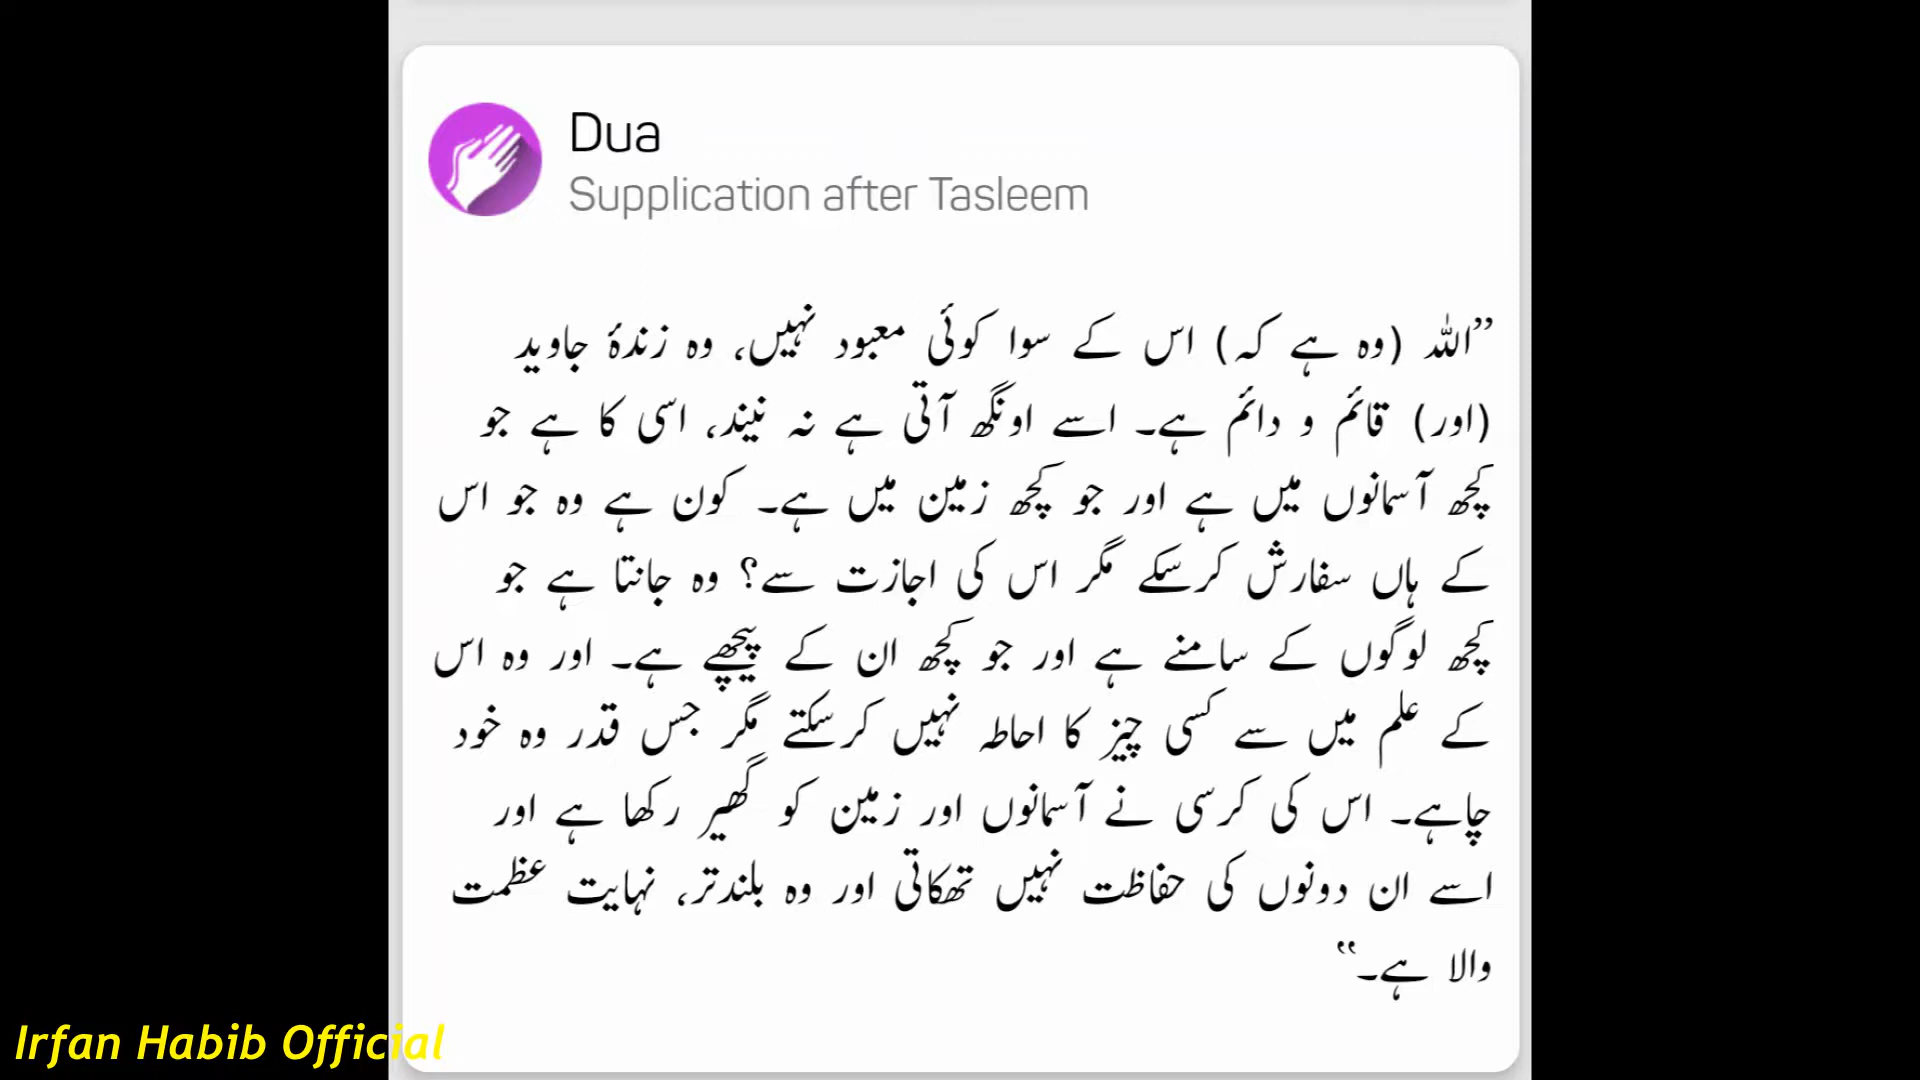 Dua
Supplication after Tasleem
”اللہ (وہ ہے کہ) اس کے سوا کوئی معبود نہیں، وہ زندۂ جاوید
(اور) قائم و دائم ہے۔ اسے اونگھ آتی ہے نہ نیند، اسی کا ہے جو
کچھ آسمانوں میں ہے اور جو کچھ زمین میں ہے۔ کون ہے وہ جو اس
کے ہاں سفارش کرسکے مگر اس کی اجازت سے؟ وہ جانتا ہے جو
کچھ لوگوں کے سامنے ہے اور جو کچھ ان کے پیچھے ہے۔ اور وہ اس
کے علم میں سے کسی چیز کا احاطہ نہیں کرسکتے مگر جس قدر وہ خود
چاہے۔ اس کی کرسی نے آسمانوں اور زمین کو گھیر رکھا ہے اور
اسے ان دونوں کی حفاظت نہیں تھکاتی اور وہ بلندتر، نہایت عظمت
والا ہے۔“
Irfan Habib Official